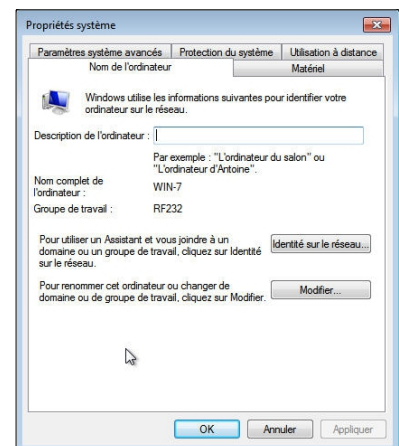 Propriétés système
Paramètres système avancés Protection du système Utilisation à distance
Nom de l'ordinateur Matériel
Windows utilise les informations suivantes pour identifier votre
ordinateur sur le réseau.
Description de l'ordinateur :
Par exemple : "L'ordinateur du salon" ou
"L'ordinateur d'Antoine".
Nom complet de
l'ordinateur :
WIN-7
Groupe de travail : RF232
Pour utiliser un Assistant et vous joindre à un
domaine ou un groupe de travail, cliquez sur Identité
sur le réseau.
Identité sur le réseau...
Pour renommer cet ordinateur ou changer de
domaine ou de groupe de travail, cliquez sur Modifier.
Modifier...
OK Annuler Appliquer